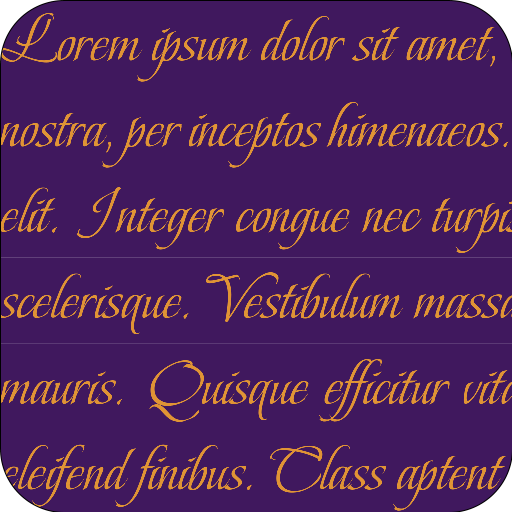 Lorem ipsum dolor sit amet,
nostra, per inceptos himenaeos.
elit. Integer congue nec turpis
scelerisque. Vestibulum massa
mauris. Quisque efficitur vita
eleifend finibus. Class aptent